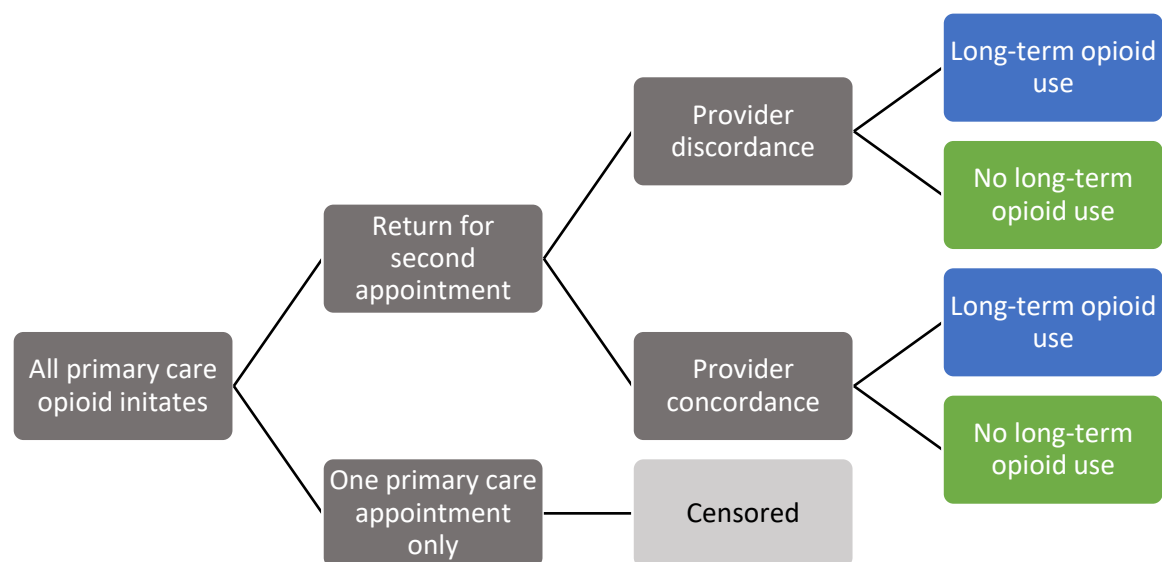 All primary care
opioid initates
Return for
second
appointment
One primary care
appointment
only
Provider
discordance
Provider
concordance
Censored
Long-term opioid
use
No long-term
opioid use
Long-term opioid
use
No long-term
opioid use